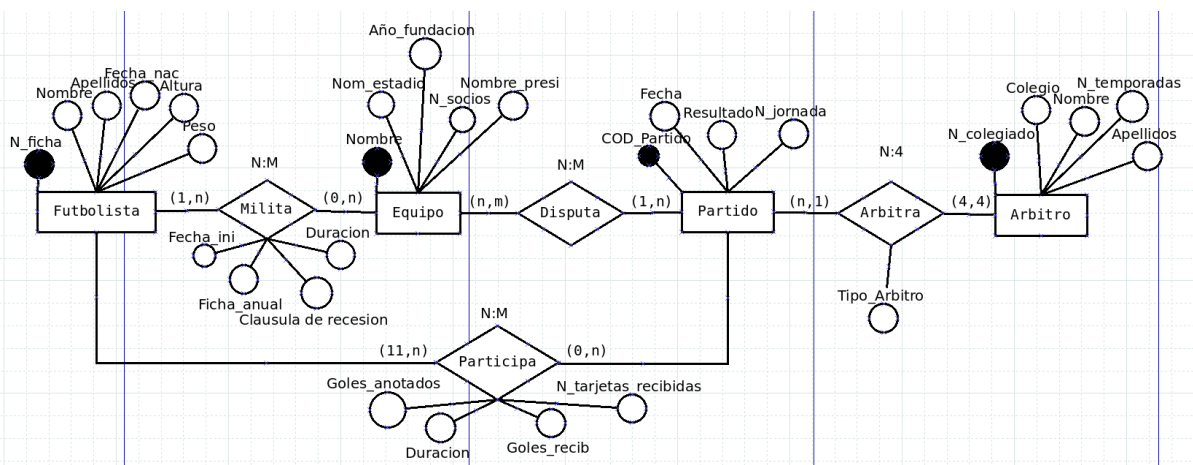 Año_fundacion
Fecha_nac
Apellidos
Altura
Nombre
Peso
N_ficha
Nom_estadio
Nombre_presi
N_socios
Nombre
Fecha
Resultado
N_jornada
COD_Partido
N_temporadas
Colegio
Nombre
N_colegiado
Apellidos
N:M
N:M
N:4
Futbolista
(1,n)
Milita
(0,n)
Equipo
(n,m)
Disputa
(1,n)
Partido
(n,1)
Arbitra
(4,4)
Arbitro
Fecha_ini
Duracion
Ficha_anual
Clausula de recesion
Tipo_Arbitro
N:M
(11,n)
Participa
(0,n)
Goles_anotados
N_tarjetas_recibidas
Duracion
Goles_recib